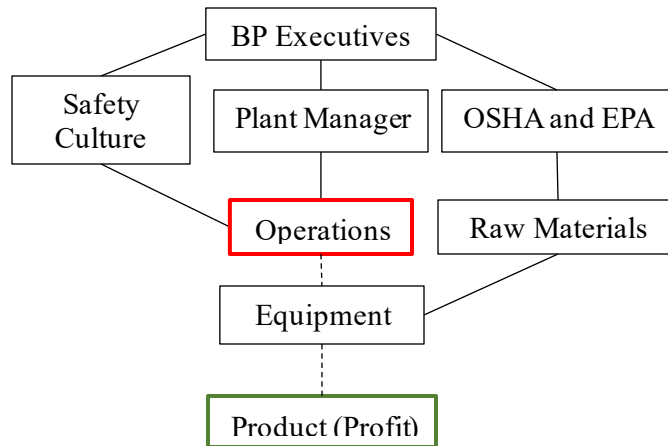 BP Executives
Safety
Culture
Plant Manager
OSHA and EPA
Operations
Raw Materials
Equipment
Product (Profit)